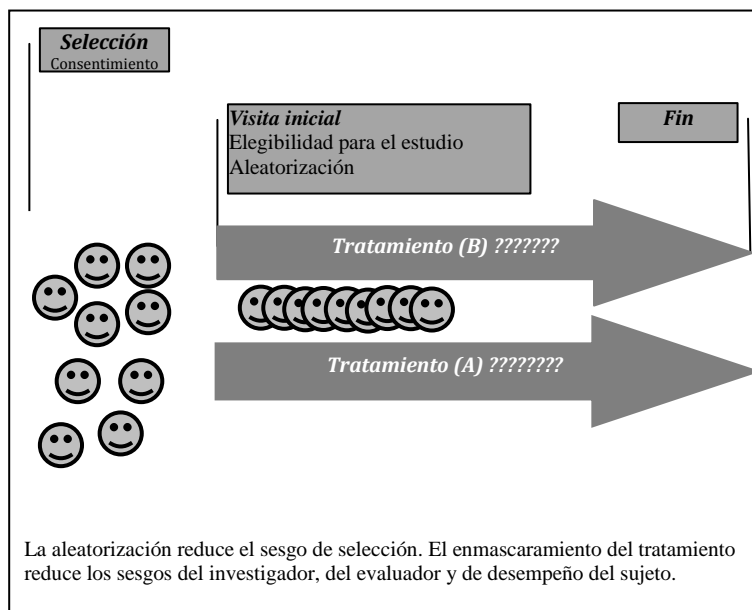 Selección
Consentimiento
Visita inicial
Elegibilidad para el estudio
Aleatorización
Fin
Tratamiento (B) ???????
Tratamiento (A) ????????
La aleatorización reduce el sesgo de selección. El enmascaramiento del tratamiento
reduce los sesgos del investigador, del evaluador y de desempeño del sujeto.